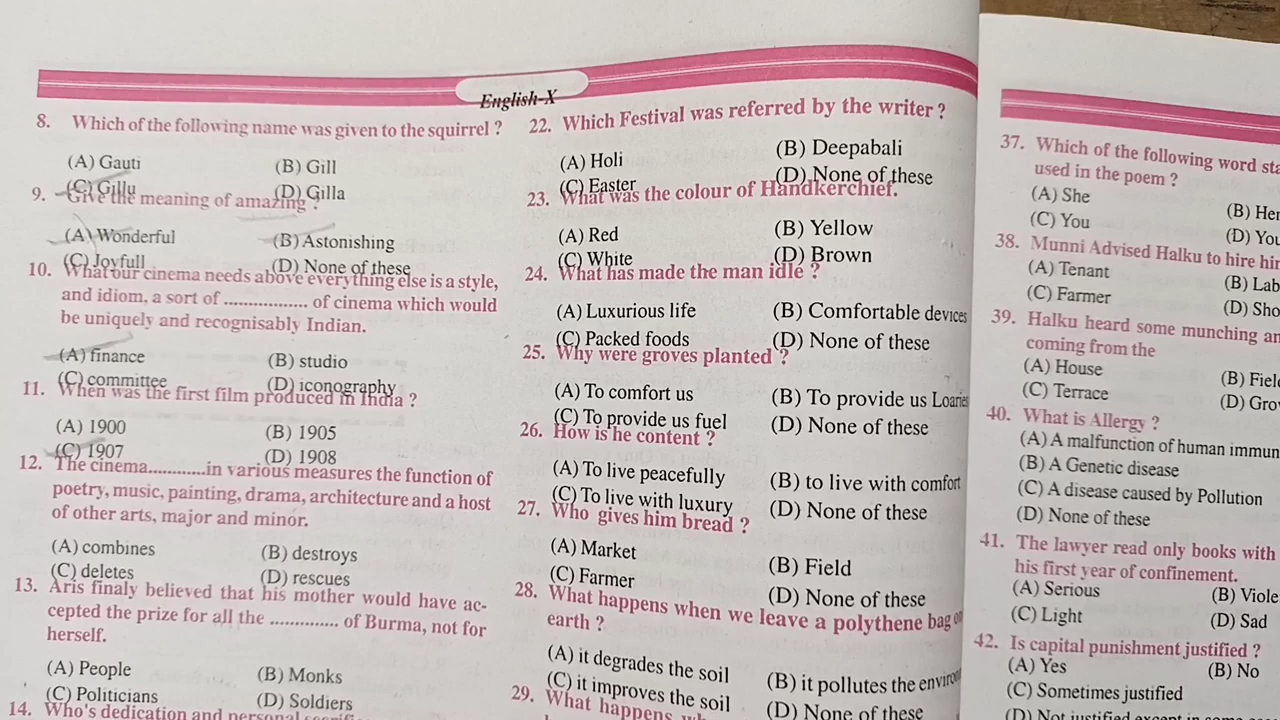 English-X
8. Which of the following name was given to the squirrel ?
(A) Gauti (B) Gill
(C) Gillu (D) Gilla
9. Give the meaning of amazing ?
(A) Wonderful (B) Astonishing
(C) Joyfull (D) None of these
10. What our cinema needs above everything else is a style,
and idiom, a sort of ................ of cinema which would
be uniquely and recognisably Indian.
(A) finance (B) studio
(C) committee (D) iconography
11. When was the first film produced in India ?
(A) 1900 (B) 1905
(C) 1907 (D) 1908
12. The cinema............in various measures the function of
poetry, music, painting, drama, architecture and a host
of other arts, major and minor.
(A) combines (B) destroys
(C) deletes (D) rescues
13. Aris finaly believed that his mother would have ac-
cepted the prize for all the .............. of Burma, not for
herself.
(A) People (B) Monks
(C) Politicians (D) Soldiers
14. Who's dedication and personal
22. Which Festival was referred by the writer ?
(A) Holi (B) Deepabali
(C) Easter (D) None of these
23. What was the colour of Handkerchief.
(A) Red (B) Yellow
(C) White (D) Brown
24. What has made the man idle ?
(A) Luxurious life (B) Comfortable devices
(C) Packed foods (D) None of these
25. Why were groves planted ?
(A) To comfort us (B) To provide us Loaries
(C) To provide us fuel (D) None of these
26. How is he content ?
(A) To live peacefully (B) to live with comfort
(C) To live with luxury (D) None of these
27. Who gives him bread ?
(A) Market (B) Field
(C) Farmer (D) None of these
28. What happens when we leave a polythene bag on
earth ?
(A) it degrades the soil (B) it pollutes the
(C) it improves the soil (D) None of these
29. What happens
37. Which of the following word
used in the poem ?
(A) She (B)
(C) You (D)
38. Munni Advised Halku to hire
(A) Tenant (B)
(C) Farmer (D)
39. Halku heard some munching
coming from the
(A) House (B)
(C) Terrace (D)
40. What is Allergy ?
(A) A malfunction of human
(B) A Genetic disease
(C) A disease caused by Pollution
(D) None of these
41. The lawyer read only books with
his first year of confinement.
(A) Serious (B)
(C) Light (D) Sad
42. Is capital punishment justified ?
(A) Yes (B) No
(C) Sometimes justified
(D) Not justified except in some